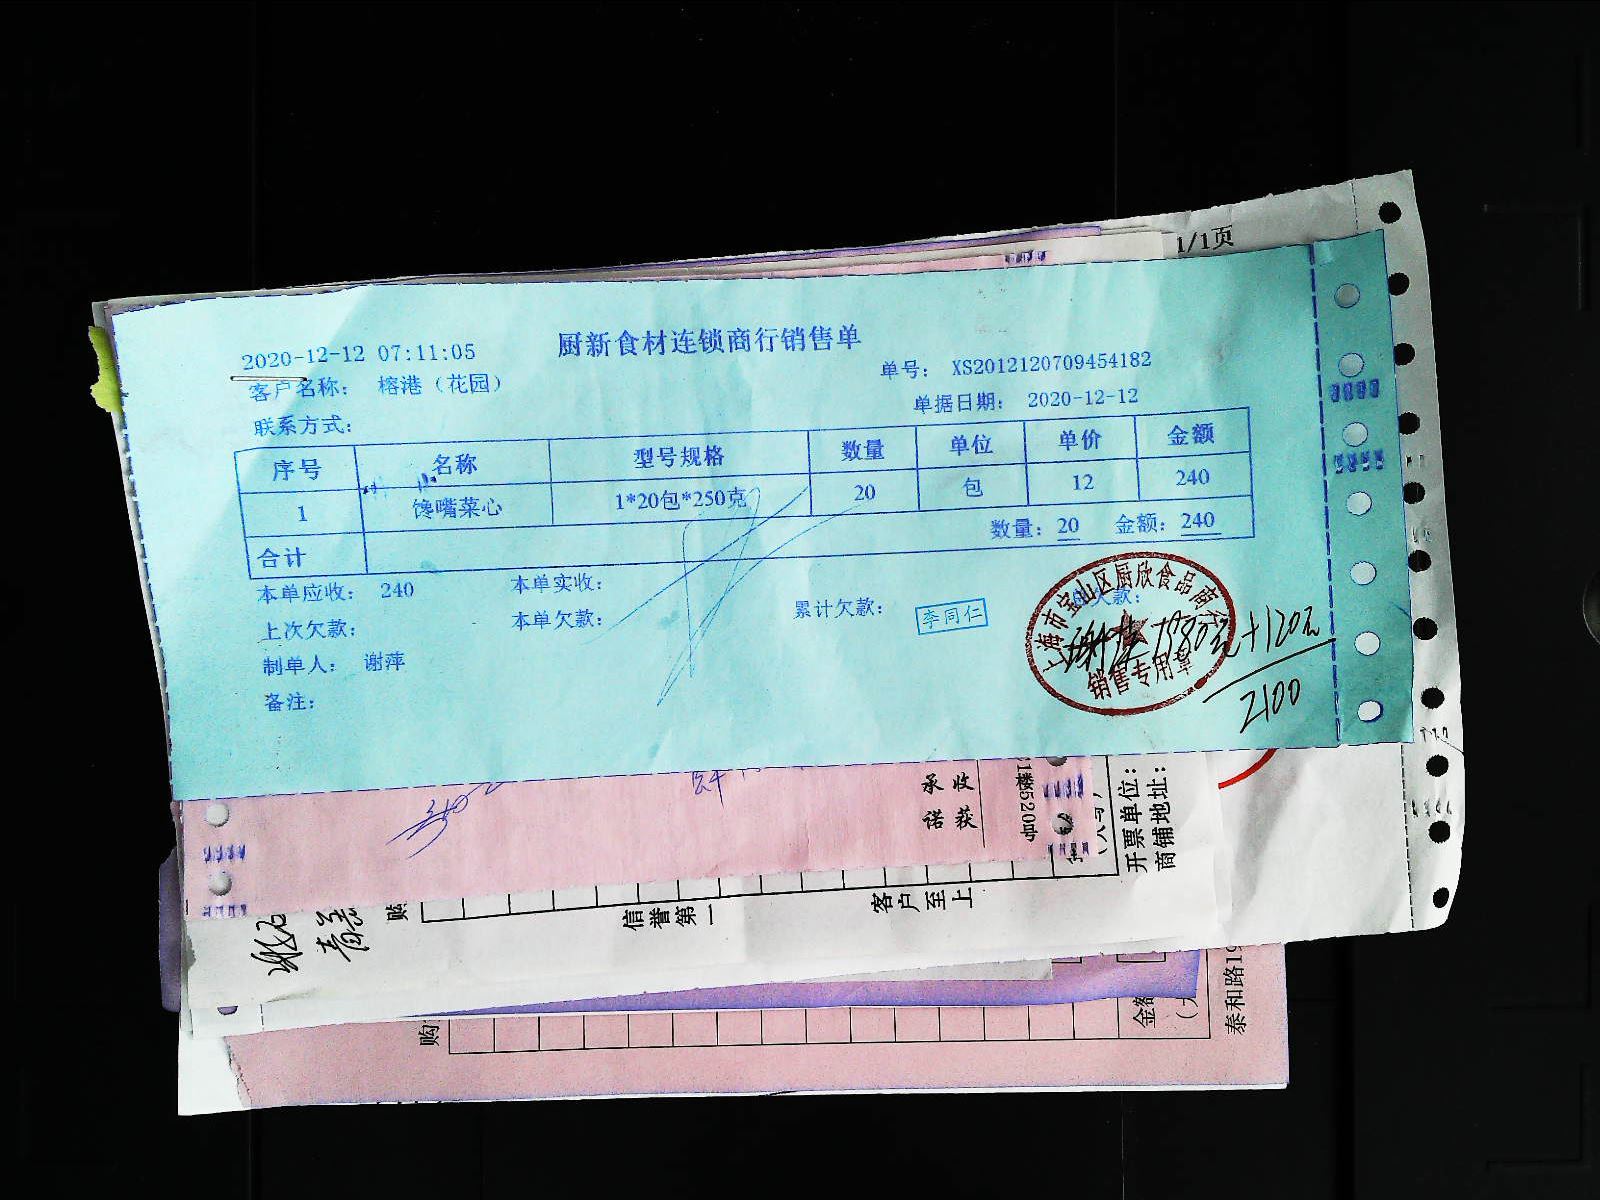 1/1页
厨新食材连锁商行销售单
2020-12-12 07:11:05
单号: XS2012120709454182
客户名称: 榕港（花园）
单据日期: 2020-12-12
联系方式:
序号 名称 型号规格 数量 单位 单价 金额
1 馋嘴菜心 1*20包*250克 20 包 12 240
合计 数量: 20 金额: 240
本单应收: 240 本单实收:
上次欠款: 本单欠款: 累计欠款: 李同仁
制单人: 谢萍
备注:
上海市宝山区厨欣食品商行
销售专用章
+120元
2100
承诺
收获
开票单位:
商铺地址:
信誉第一
客户至上
购
金额
泰和路19